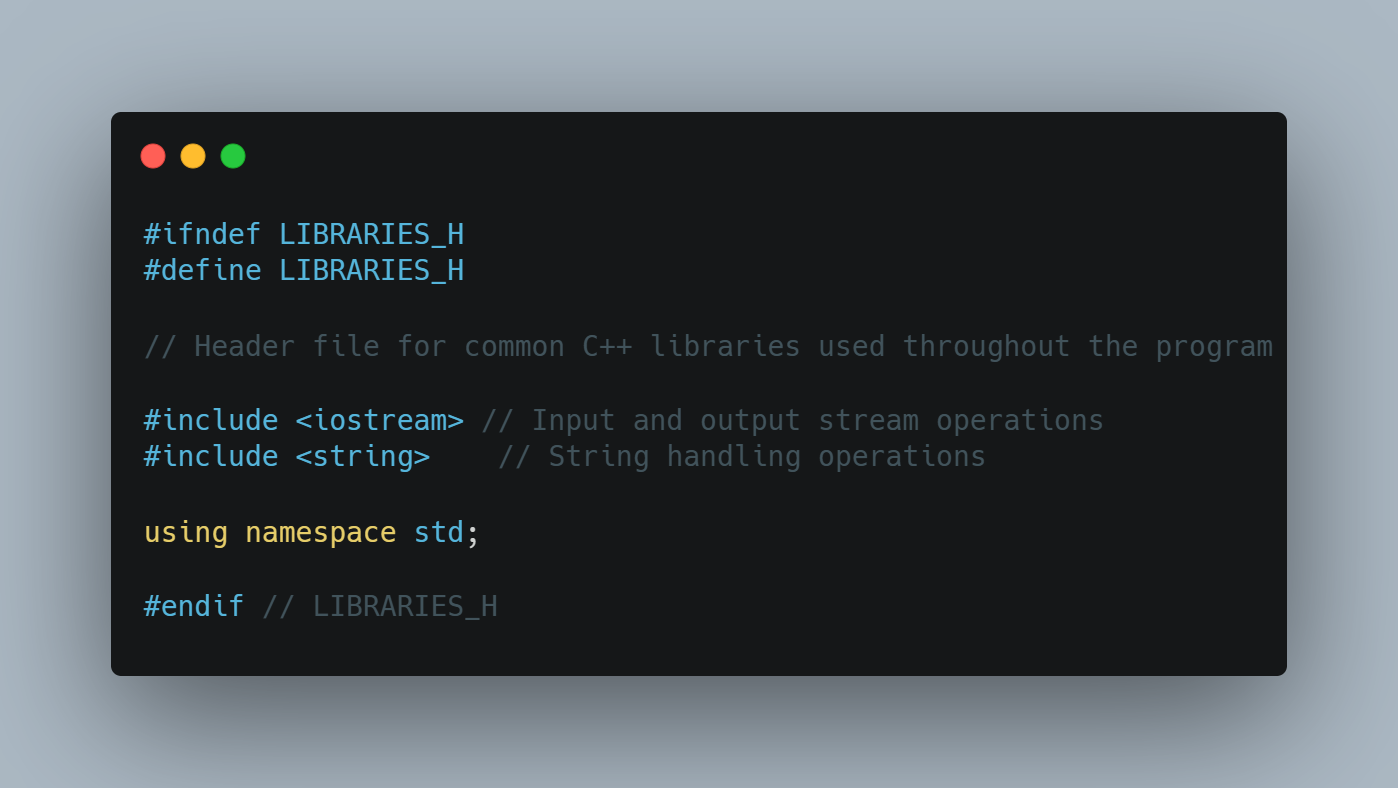 #ifndef LIBRARIES_H
#define LIBRARIES_H
// Header file for common C++ libraries used throughout the program
#include <iostream> // Input and output stream operations
#include <string>    // String handling operations
using namespace std;
#endif // LIBRARIES_H